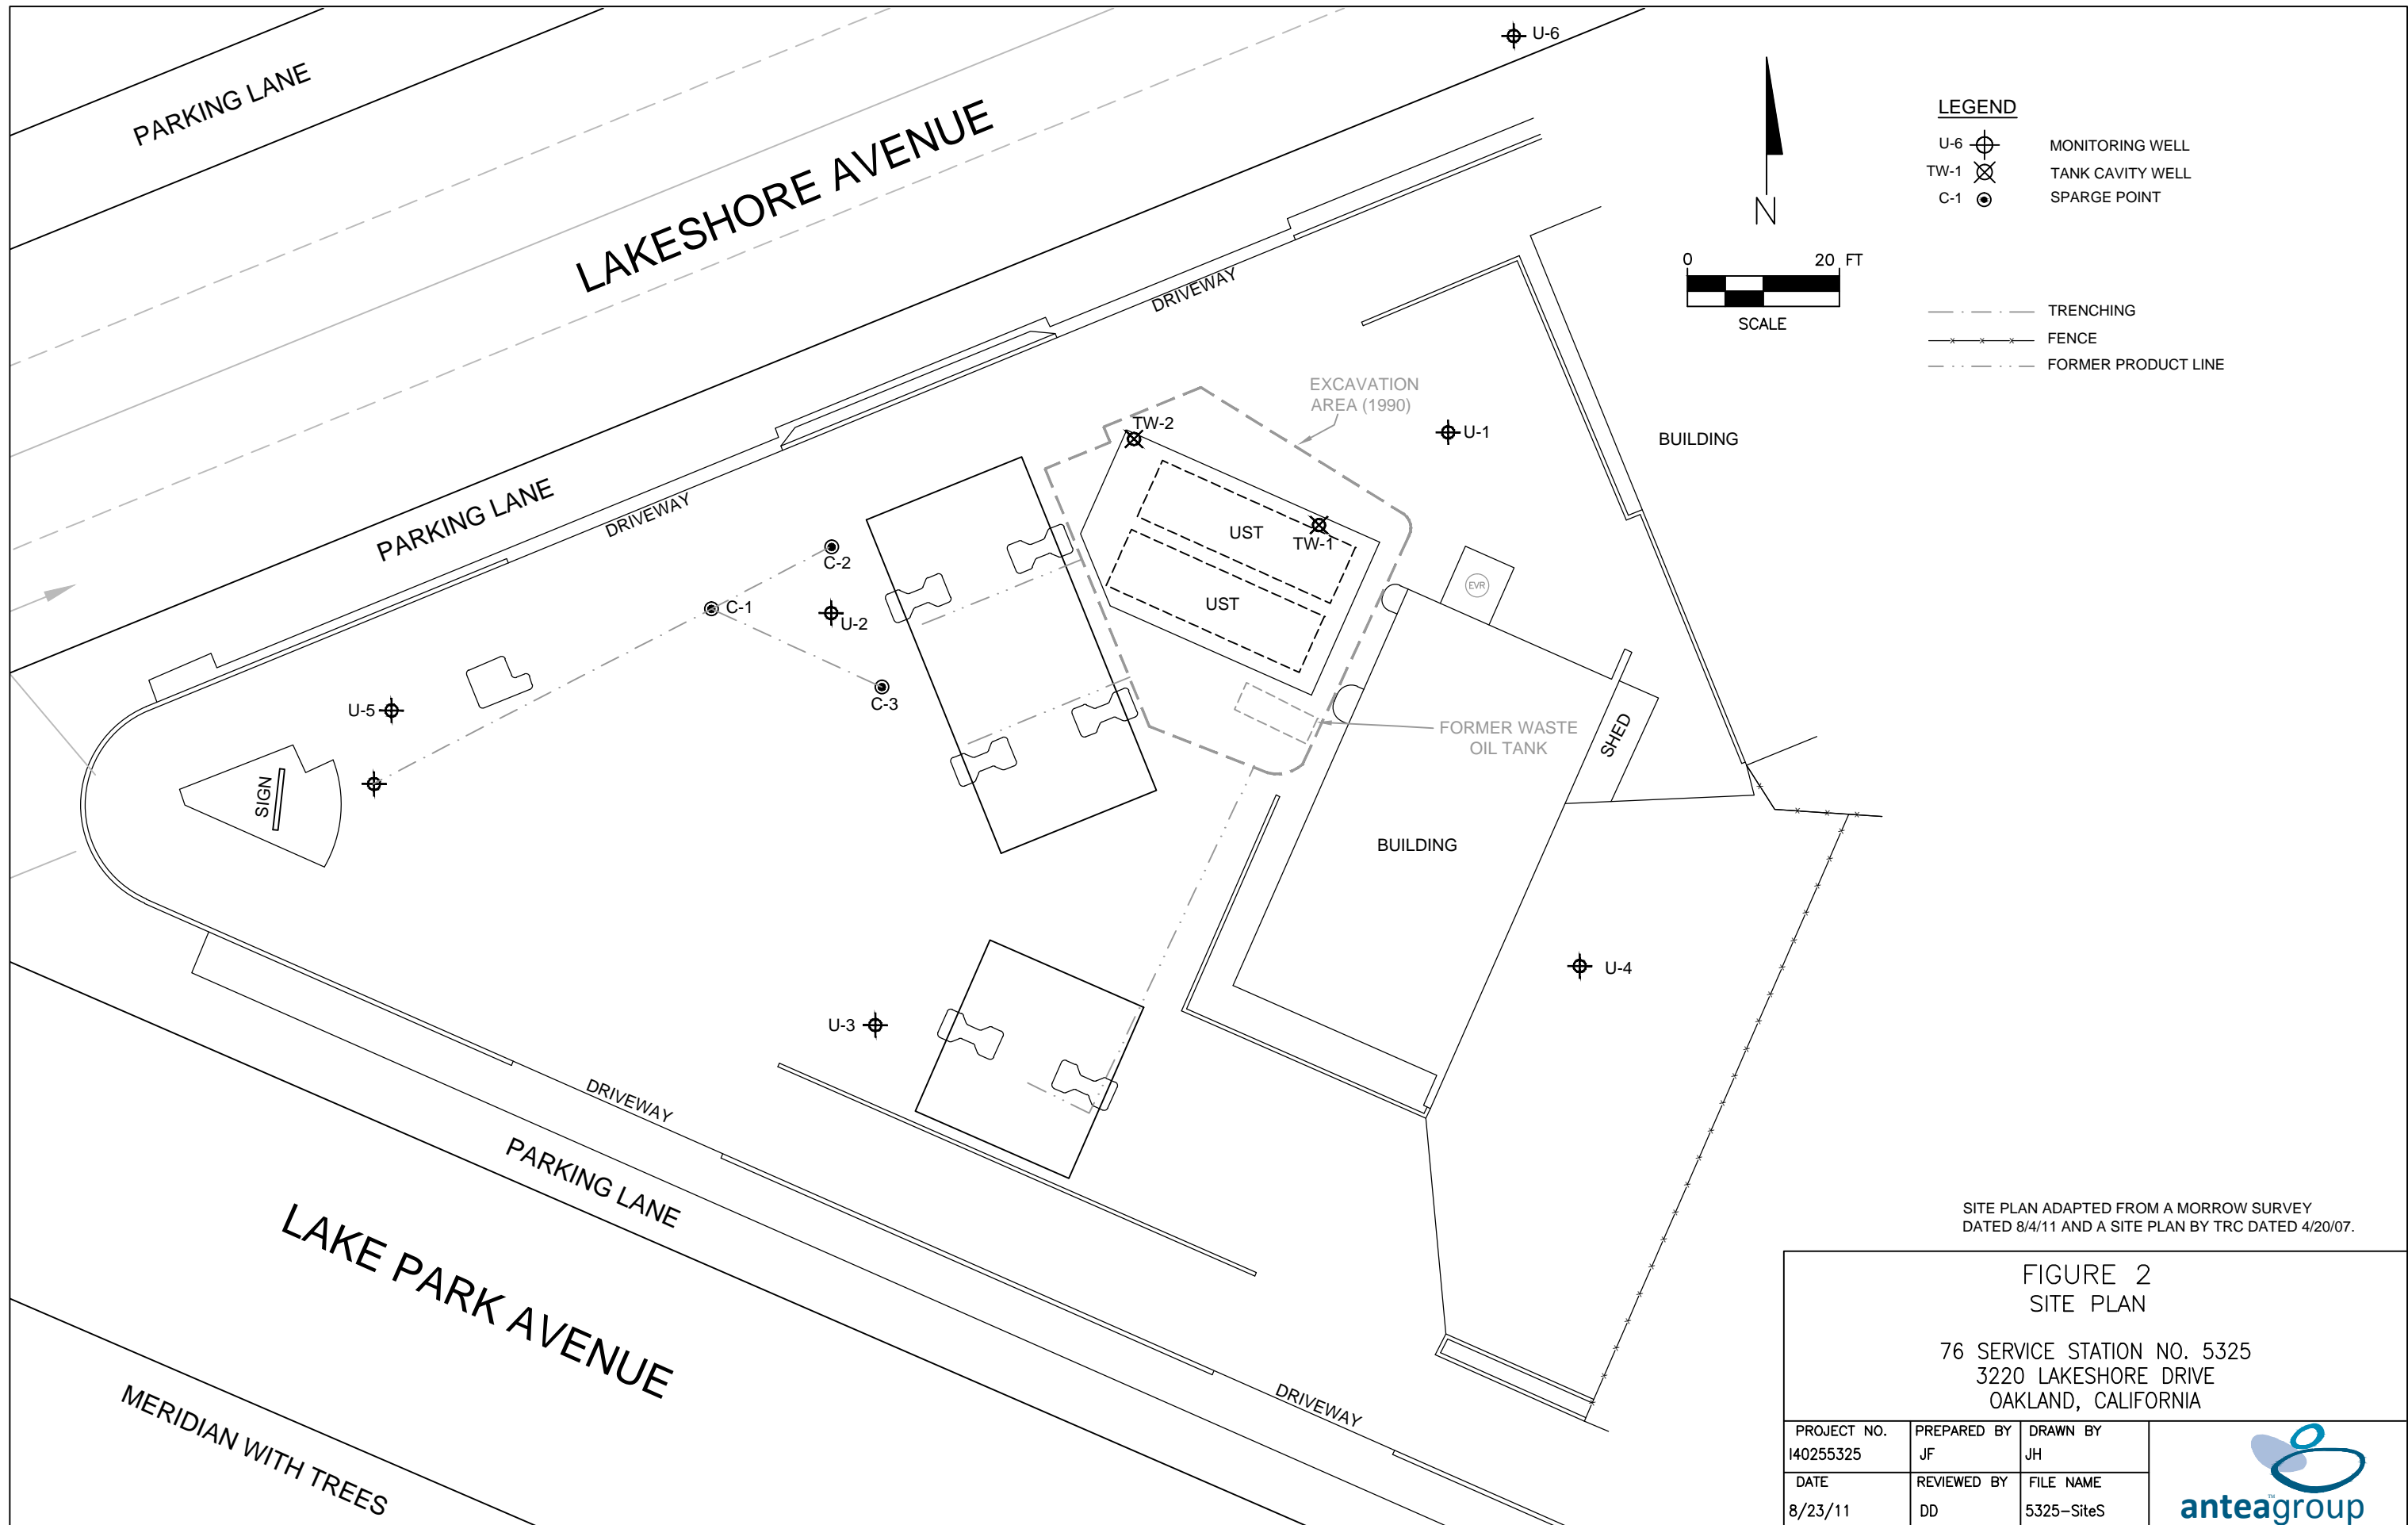 PARKING LANE
LAKESHORE AVENUE
U-6
LEGEND
U-6 MONITORING WELL
TW-1 TANK CAVITY WELL
C-1 SPARGE POINT
N
0 20 FT
SCALE
TRENCHING
FENCE
FORMER PRODUCT LINE
DRIVEWAY
EXCAVATION
AREA (1990)
TW-2
U-1
BUILDING
PARKING LANE
DRIVEWAY
UST
TW-1
C-2
EVR
UST
C-1
U-2
C-3
U-5
FORMER WASTE
OIL TANK
SHED
SIGN
BUILDING
U-4
U-3
DRIVEWAY
PARKING LANE
LAKE PARK AVENUE
MERIDIAN WITH TREES
DRIVEWAY
SITE PLAN ADAPTED FROM A MORROW SURVEY
DATED 8/4/11 AND A SITE PLAN BY TRC DATED 4/20/07.
FIGURE 2
SITE PLAN
76 SERVICE STATION NO. 5325
3220 LAKESHORE DRIVE
OAKLAND, CALIFORNIA
PROJECT NO. PREPARED BY DRAWN BY
I40255325 JF JH
DATE REVIEWED BY FILE NAME
8/23/11 DD 5325-SiteS
anteagroup™